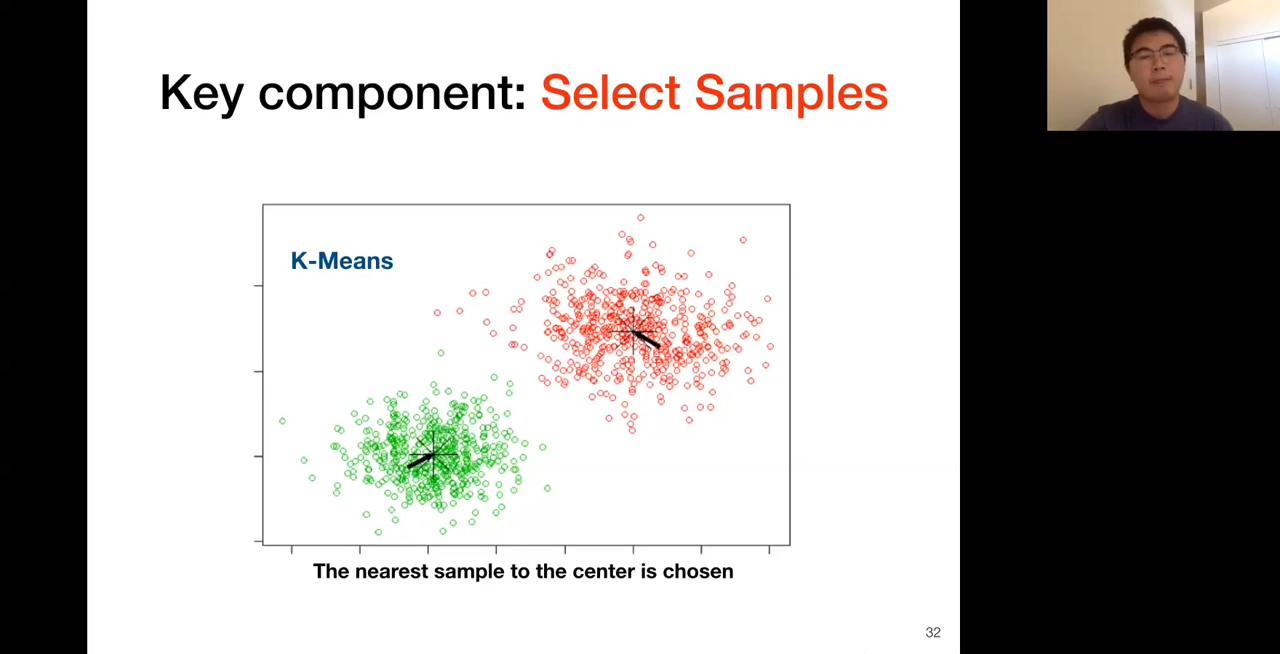 Key component: Select Samples
K-Means
The nearest sample to the center is chosen
32